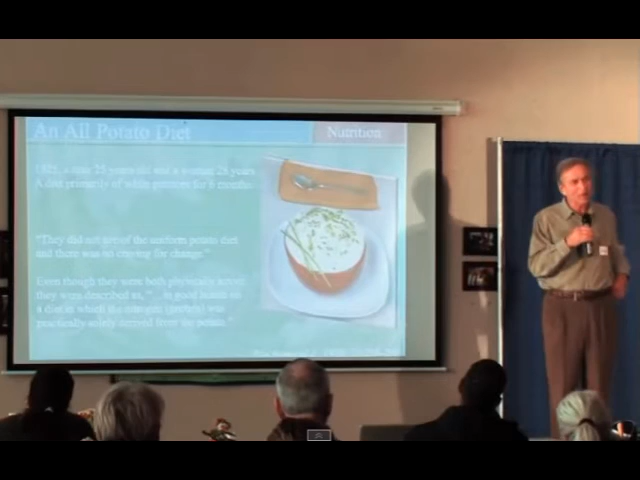 An All Potato Diet
Nutrition
a man 25 years old and a woman 28 years
A diet primarily of white potatoes for 6 months
"They did not tire of the uniform potato diet
and there was no craving for change."
Even though they were both physically active
they were described as, "... in good health on
a diet in which the nitrogen (protein) was
practically solely derived from the potato."